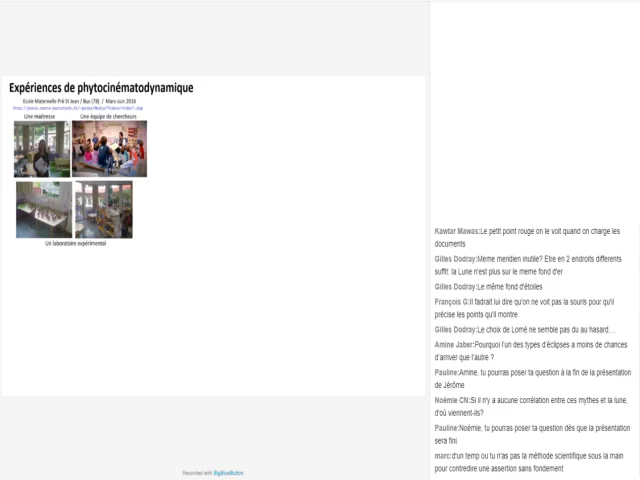 Expériences de phytocinématodynamique
Ecole Maternelle Pré St Jean / Buc (78) / Mars-Juin 2016
Une maitresse
Une équipe de chercheurs
Un laboratoire expérimental
Kawtar Mawas:Le petit point rouge on le voit quand on charge les
documents
Gilles Dodray:Meme meridien inutile? Etre en 2 endroits differents
suffit: la Lune n'est plus sur le meme fond d'er
Gilles Dodray:Le même fond d'étoiles
François G:Il fadrait lui dire qu'on ne voit pas la souris pour qu'il
précise les points qu'il montre
Gilles Dodray:Le choix de Lomé ne semble pas du au hasard....
Amine Jaber:Pourquoi l'un des types d'éclipses a moins de chances
d'arriver que l'autre ?
Pauline:Amine, tu pourras poser ta question à la fin de la présentation
de Jérôme
Noëmie CN:Si il n'y a aucune corrélation entre ces mythes et la lune,
d'où viennent-ils?
Pauline:Noémie, tu pourras poser ta question dès que la présentation
sera fini
marc:d'un temp ou tu n'as pas la méthode scientifique sous la main
pour contredire une assertion sans fondement
Recorded with BigBlueButton